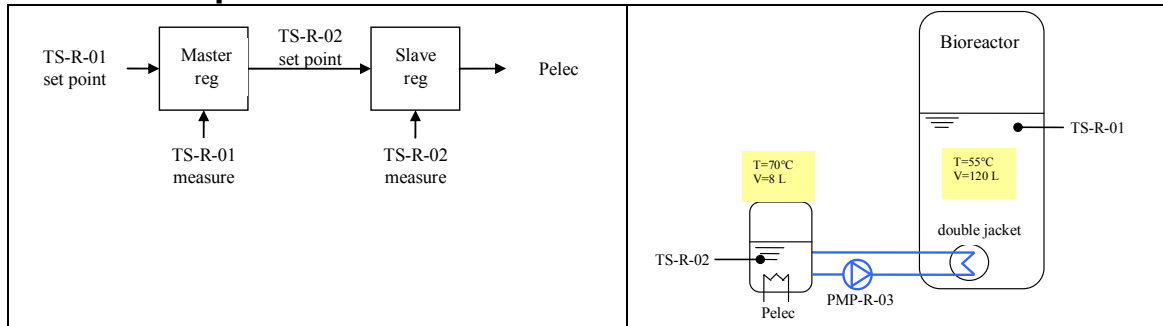 TS-R-01
set point
Master
reg
TS-R-02
set point
Slave
reg
Pelec
TS-R-01
measure
TS-R-02
measure
Bioreactor
TS-R-01
T=70°C
V=8 L
T=55°C
V=120 L
double jacket
TS-R-02
PMP-R-03
Pelec